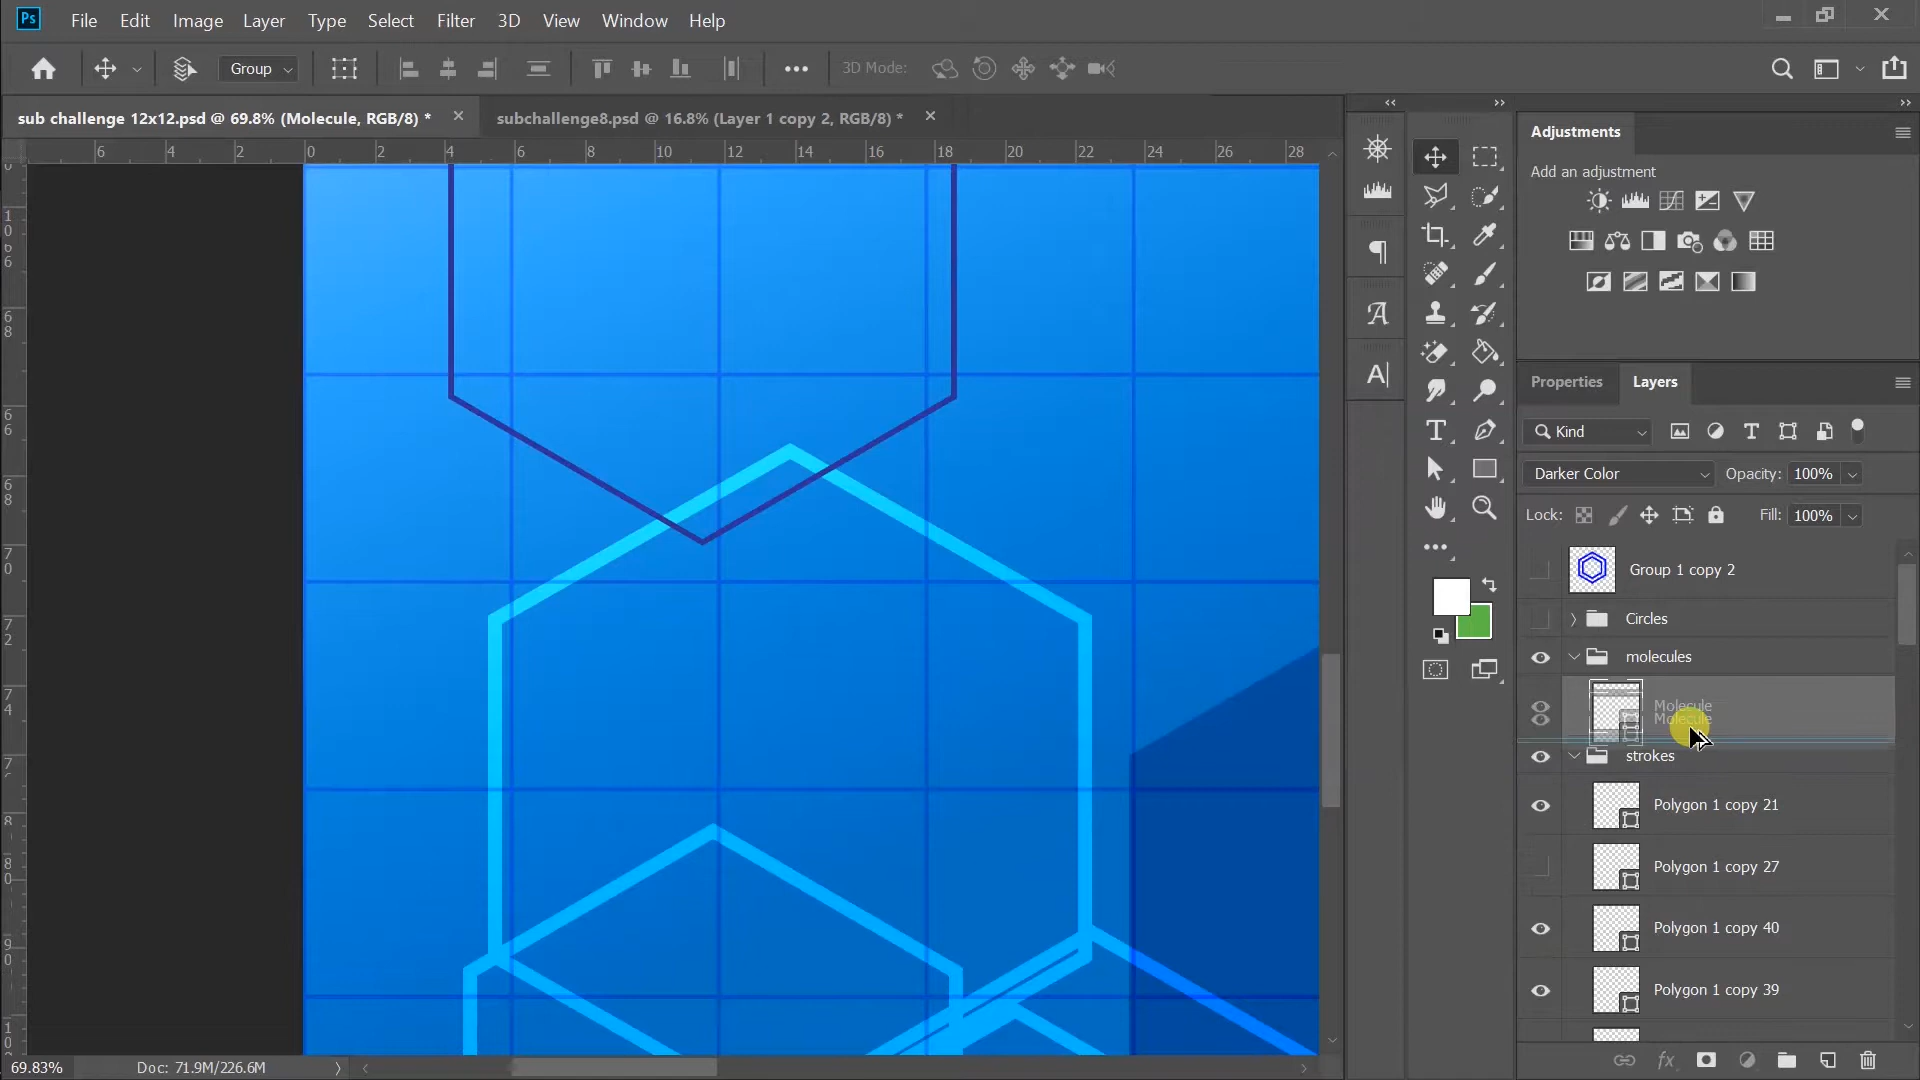 Ps File Edit Image Layer Type Select Filter 3D View Window Help
Group 3D Mode:
sub challenge 12x12.psd @ 69.8% (Molecule, RGB/8) * subchallenge8.psd @ 16.8% (Layer 1 copy 2, RGB/8) *
6 4 2 0 2 4 6 8 10 12 14 16 18 20 22 24 26 28
Adjustments
Add an adjustment
Properties Layers
Kind
Darker Color Opacity: 100%
Lock: Fill: 100%
Group 1 copy 2
Circles
molecules
Molecule
Molecule
strokes
Polygon 1 copy 21
Polygon 1 copy 27
Polygon 1 copy 40
Polygon 1 copy 39
69.83% Doc: 71.9M/226.6M